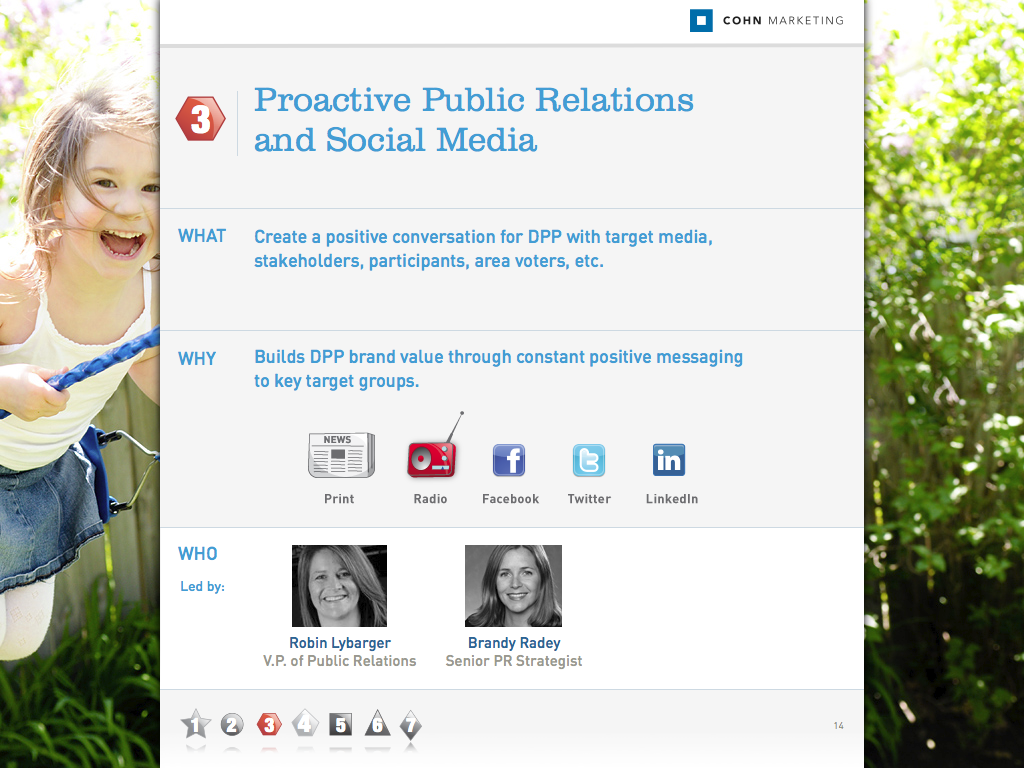 COHN MARKETING
3
Proactive Public Relations
and Social Media
WHAT
Create a positive conversation for DPP with target media,
stakeholders, participants, area voters, etc.
WHY
Builds DPP brand value through constant positive messaging
to key target groups.
NEWS
Print
Radio
Facebook
Twitter
LinkedIn
WHO
Led by:
Robin Lybarger
V.P. of Public Relations
Brandy Radey
Senior PR Strategist
1 2 3 4 5 6 7
14